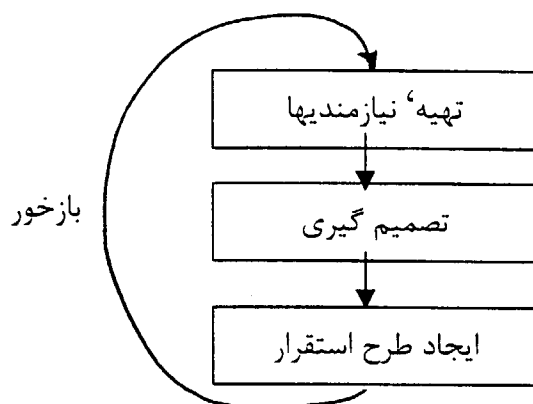 تهیهٔ نیازمندیها
تصمیم گیری
بازخور
ایجاد طرح استقرار